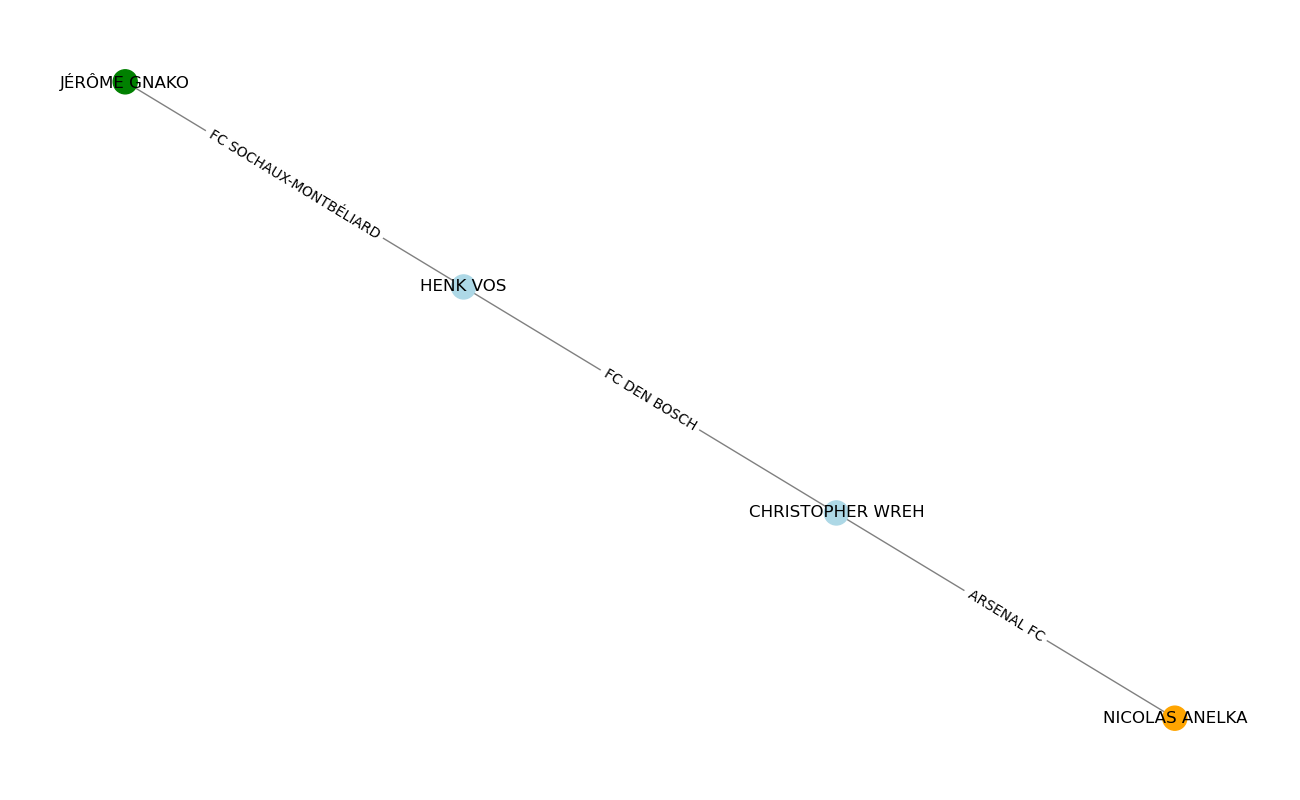 JÉRÔME GNAKO
FC SOCHAUX-MONTBÉLIARD
HENK VOS
FC DEN BOSCH
CHRISTOPHER WREH
ARSENAL FC
NICOLAS ANELKA